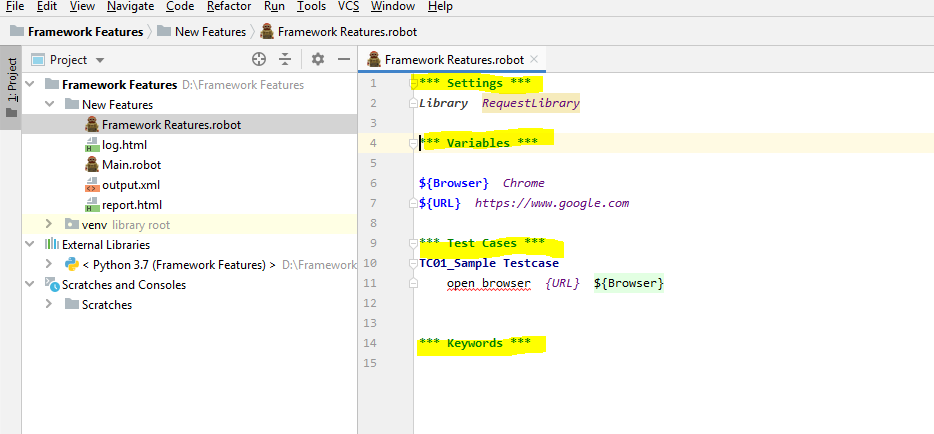 File Edit View Navigate Code Refactor Run Tools VCS Window Help
Framework Features New Features Framework Reatures.robot
1: Project
Project
Framework Features D:\Framework Features
New Features
Framework Reatures.robot
log.html
Main.robot
output.xml
report.html
venv library root
External Libraries
< Python 3.7 (Framework Features) > D:\Framework
Scratches and Consoles
Scratches
Framework Reatures.robot
1 *** Settings ***
2 Library RequestLibrary
3
4 *** Variables ***
5
6 ${Browser} Chrome
7 ${URL} https://www.google.com
8
9 *** Test Cases ***
10 TC01_Sample Testcase
11 open browser {URL} ${Browser}
12
13
14 *** Keywords ***
15